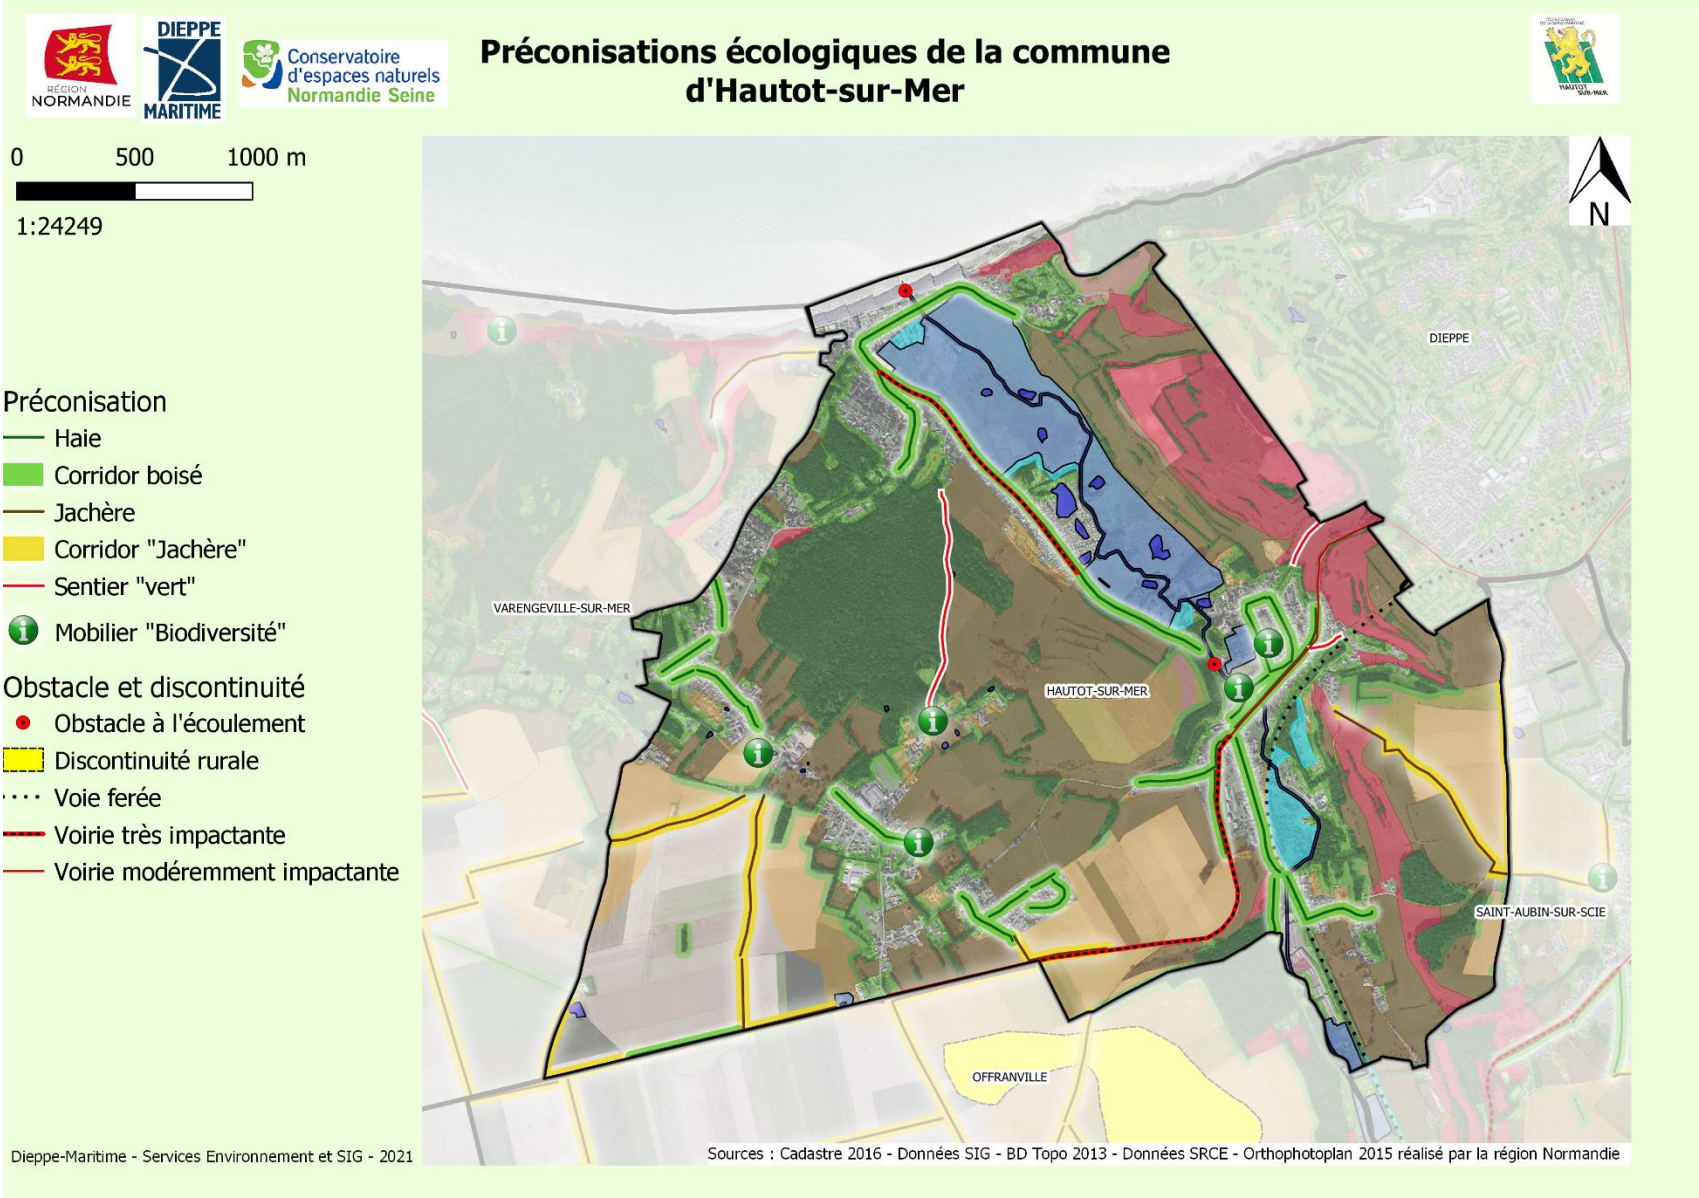 RÉGION
NORMANDIE
DIEPPE
MARITIME
Conservatoire
d'espaces naturels
Normandie Seine
Préconisations écologiques de la commune
d'Hautot-sur-Mer
HAUTOT
SUR-MER
0 500 1000 m
1:24249
N
Préconisation
Haie
Corridor boisé
Jachère
Corridor "Jachère"
Sentier "vert"
Mobilier "Biodiversité"
Obstacle et discontinuité
Obstacle à l'écoulement
Discontinuité rurale
Voie ferée
Voirie très impactante
Voirie modéremment impactante
DIEPPE
VARENGEVILLE-SUR-MER
HAUTOT-SUR-MER
SAINT-AUBIN-SUR-SCIE
OFFRANVILLE
Dieppe-Maritime - Services Environnement et SIG - 2021
Sources : Cadastre 2016 - Données SIG - BD Topo 2013 - Données SRCE - Orthophotoplan 2015 réalisé par la région Normandie